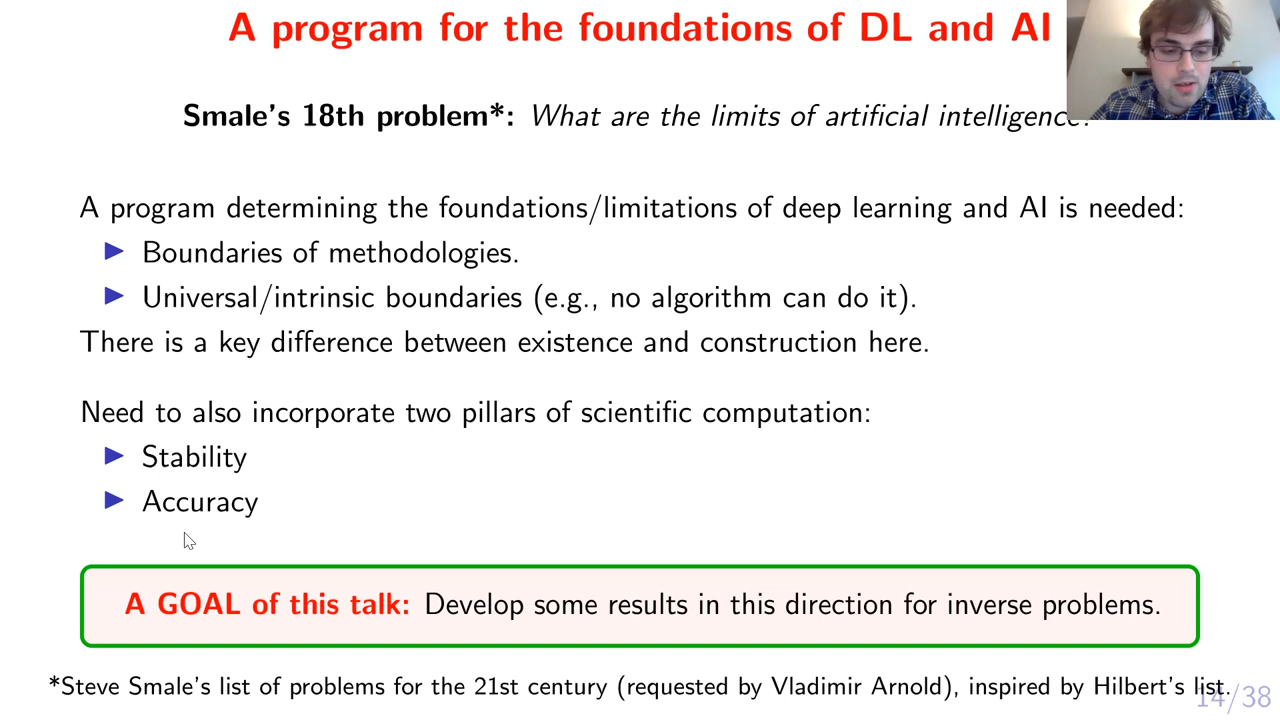 A program for the foundations of DL and AI
Smale's 18th problem*: What are the limits of artificial intelligence?
A program determining the foundations/limitations of deep learning and AI is needed:
▶ Boundaries of methodologies.
▶ Universal/intrinsic boundaries (e.g., no algorithm can do it).
There is a key difference between existence and construction here.
Need to also incorporate two pillars of scientific computation:
▶ Stability
▶ Accuracy
A GOAL of this talk: Develop some results in this direction for inverse problems.
*Steve Smale's list of problems for the 21st century (requested by Vladimir Arnold), inspired by Hilbert's list.
14/38